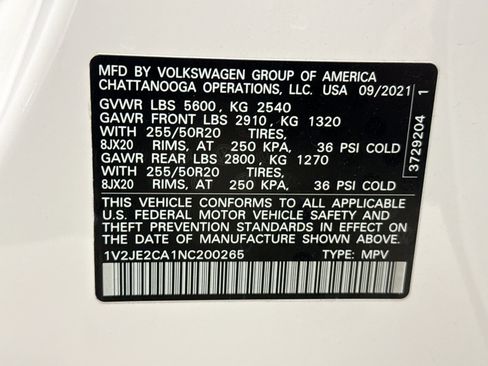 MFD BY VOLKSWAGEN GROUP OF AMERICA
CHATTANOOGA OPERATIONS, LLC. USA 09/2021
GVWR LBS 5600, KG 2540
GAWR FRONT LBS 2910, KG 1320
WITH 255/50R20 TIRES,
8JX20 RIMS, AT 250 KPA, 36 PSI COLD
GAWR REAR LBS 2800, KG 1270
WITH 255/50R20 TIRES,
8JX20 RIMS, AT 250 KPA, 36 PSI COLD
THIS VEHICLE CONFORMS TO ALL APPLICABLE
U.S. FEDERAL MOTOR VEHICLE SAFETY AND
THEFT PREVENTION STANDARDS IN EFFECT ON THE
DATE OF MANUFACTURE SHOWN ABOVE.
1V2JE2CA1NC200265 TYPE: MPV
3729204 1